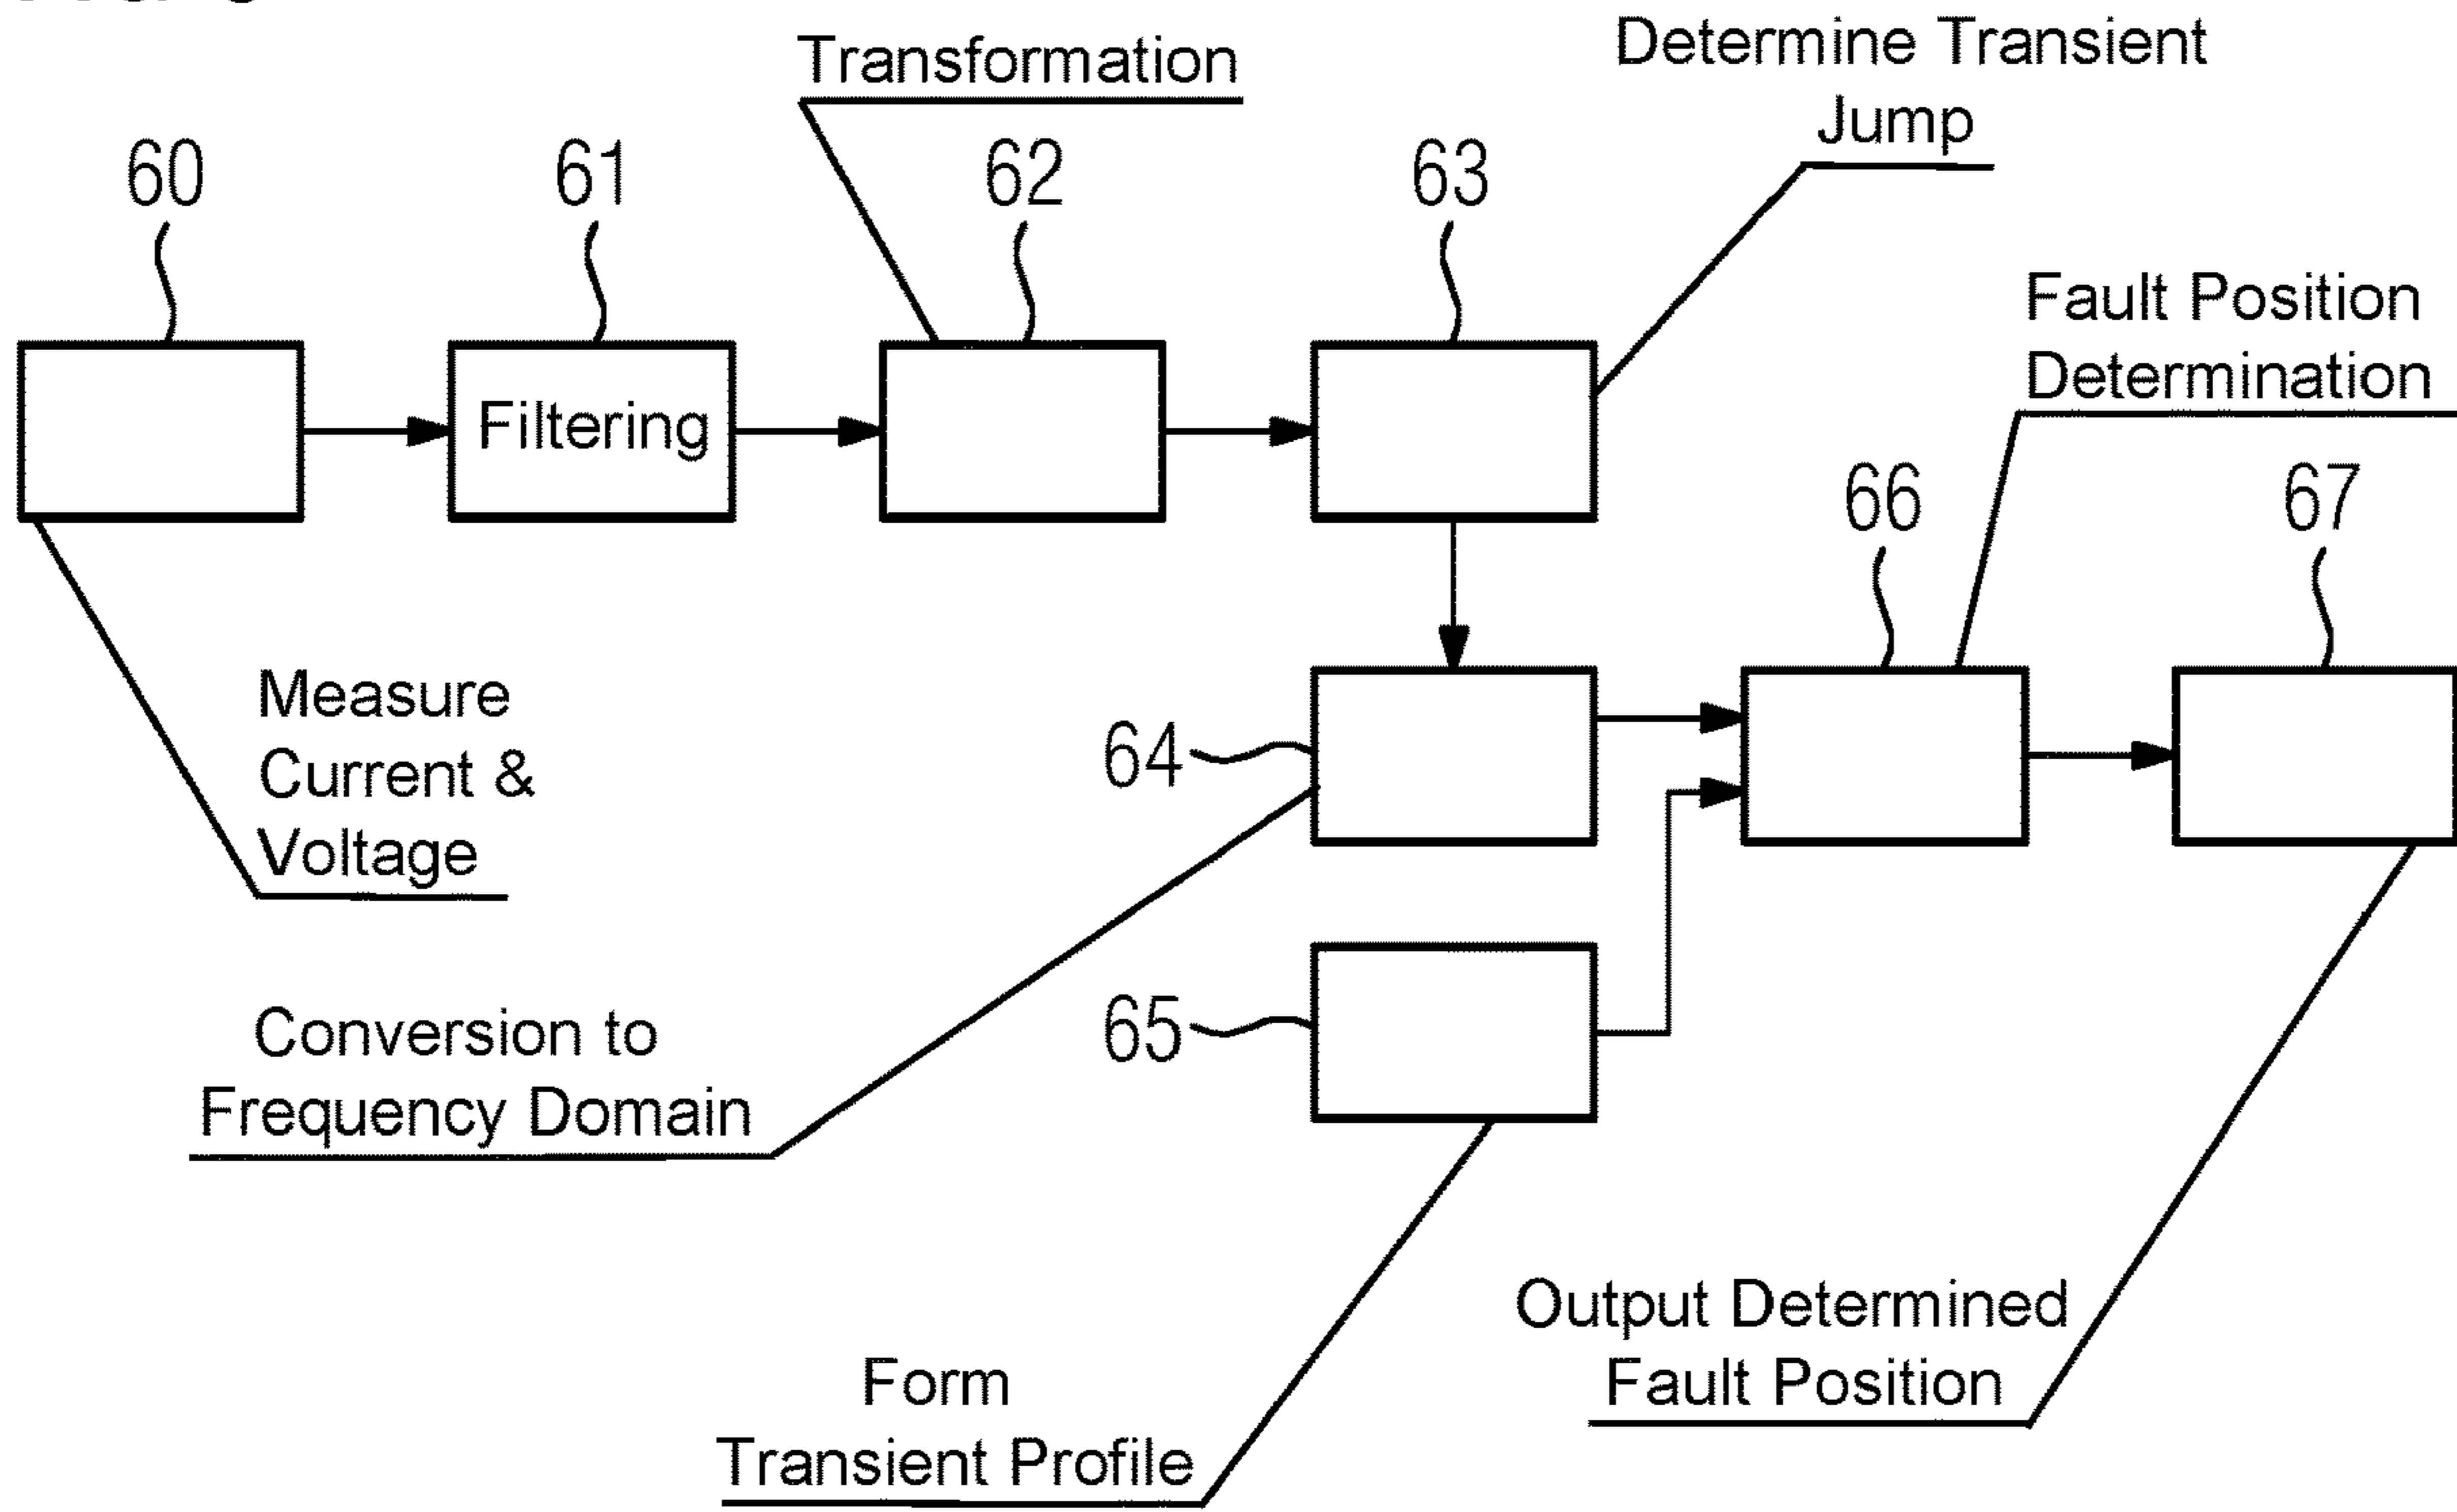 Transformation
Determine Transient
Jump
60
61
62
63
Fault Position
Determination
Filtering
66
67
Measure
Current &
Voltage
64
65
Conversion to
Frequency Domain
Output Determined
Fault Position
Form
Transient Profile